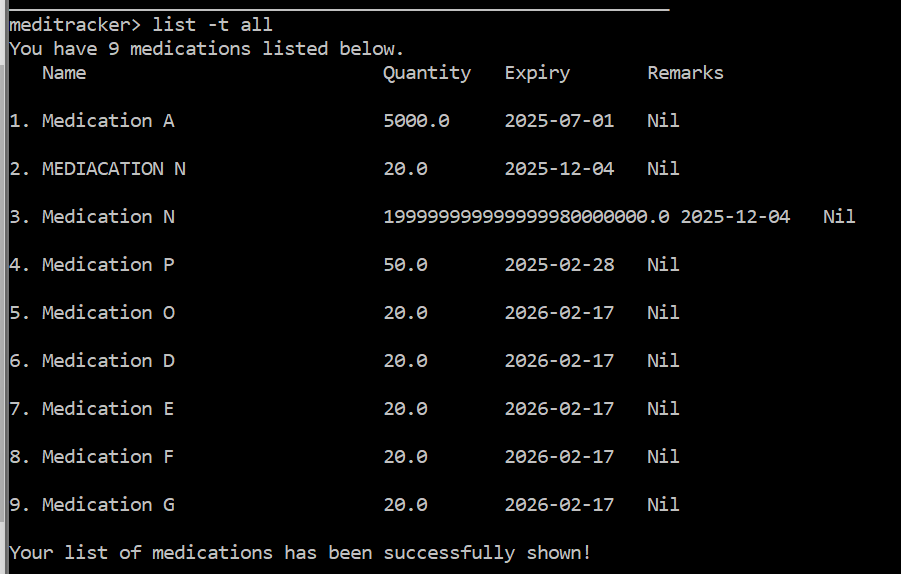 meditracker> list -t all
You have 9 medications listed below.
Name Quantity Expiry Remarks
1. Medication A 5000.0 2025-07-01 Nil
2. MEDIACATION N 20.0 2025-12-04 Nil
3. Medication N 199999999999999980000000.0 2025-12-04 Nil
4. Medication P 50.0 2025-02-28 Nil
5. Medication O 20.0 2026-02-17 Nil
6. Medication D 20.0 2026-02-17 Nil
7. Medication E 20.0 2026-02-17 Nil
8. Medication F 20.0 2026-02-17 Nil
9. Medication G 20.0 2026-02-17 Nil
Your list of medications has been successfully shown!